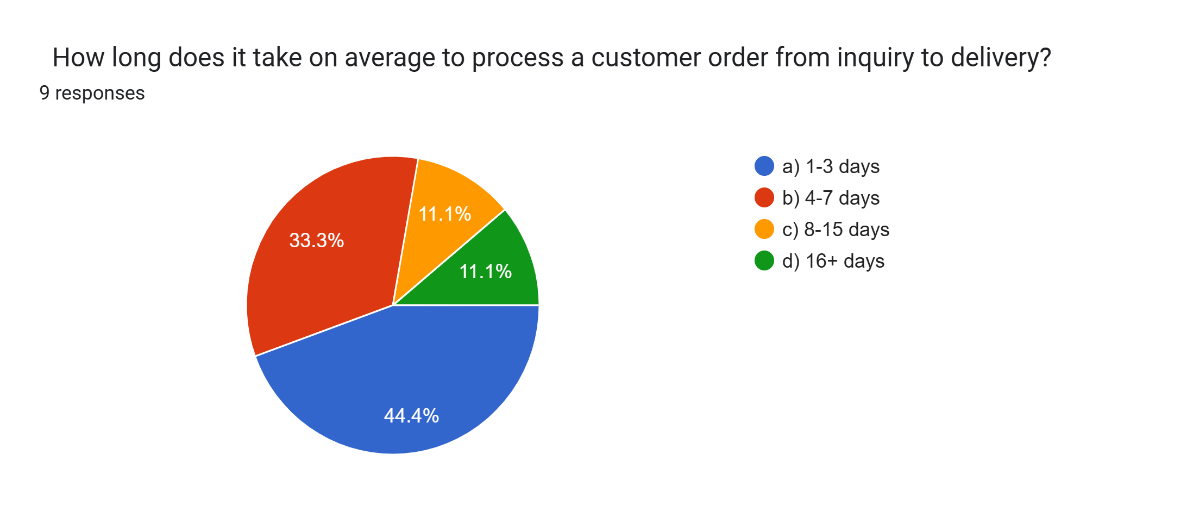 How long does it take on average to process a customer order from inquiry to delivery?
9 responses
a) 1-3 days
b) 4-7 days
c) 8-15 days
d) 16+ days
11.1%
33.3%
11.1%
44.4%